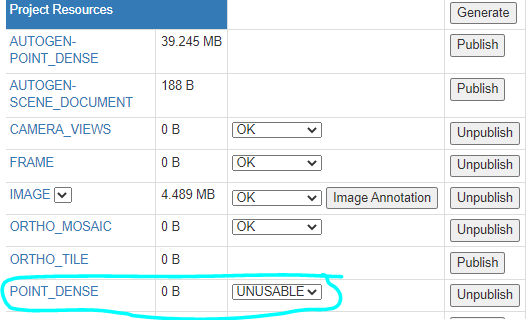 Project Resources Generate
AUTOGEN- 39.245 MB Publish
POINT_DENSE
AUTOGEN- 188 B Publish
SCENE_DOCUMENT
CAMERA_VIEWS 0 B OK Unpublish
FRAME 0 B OK Unpublish
IMAGE 4.489 MB OK Image Annotation Unpublish
ORTHO_MOSAIC 0 B OK Unpublish
ORTHO_TILE 0 B Publish
POINT_DENSE 0 B UNUSABLE Unpublish